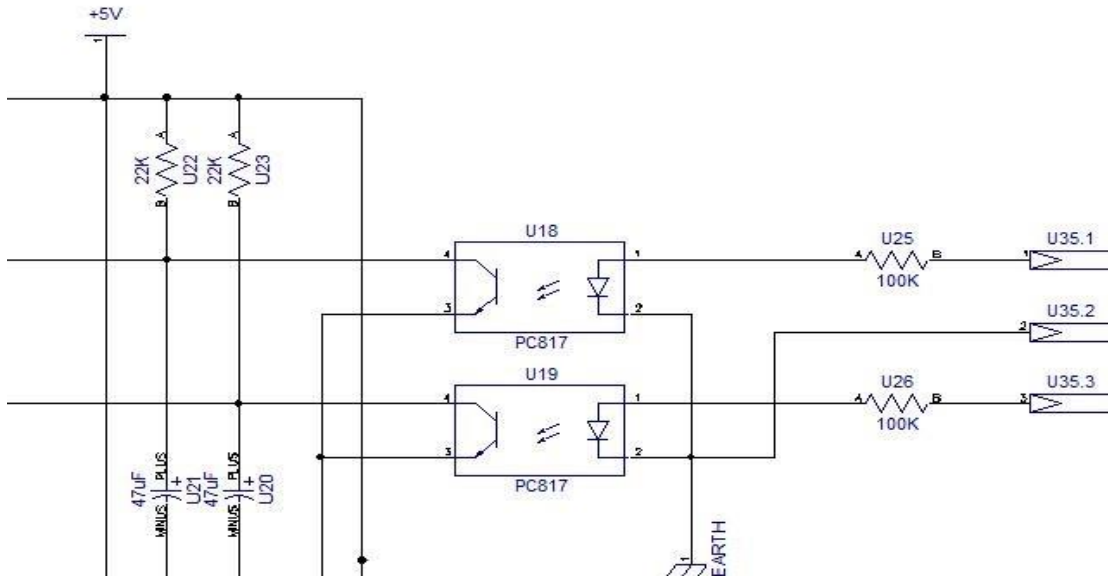 +5V
1
A
A
22K
U22
22K
U23
B
B
U18
4
1
3
2
PC817
U25
A
B
100K
1
U35.1
2
U35.2
U19
4
1
3
2
PC817
U26
A
B
100K
3
U35.3
47uF
PLUS
+
U21
MINUS
47uF
PLUS
+
U20
MINUS
1
EARTH